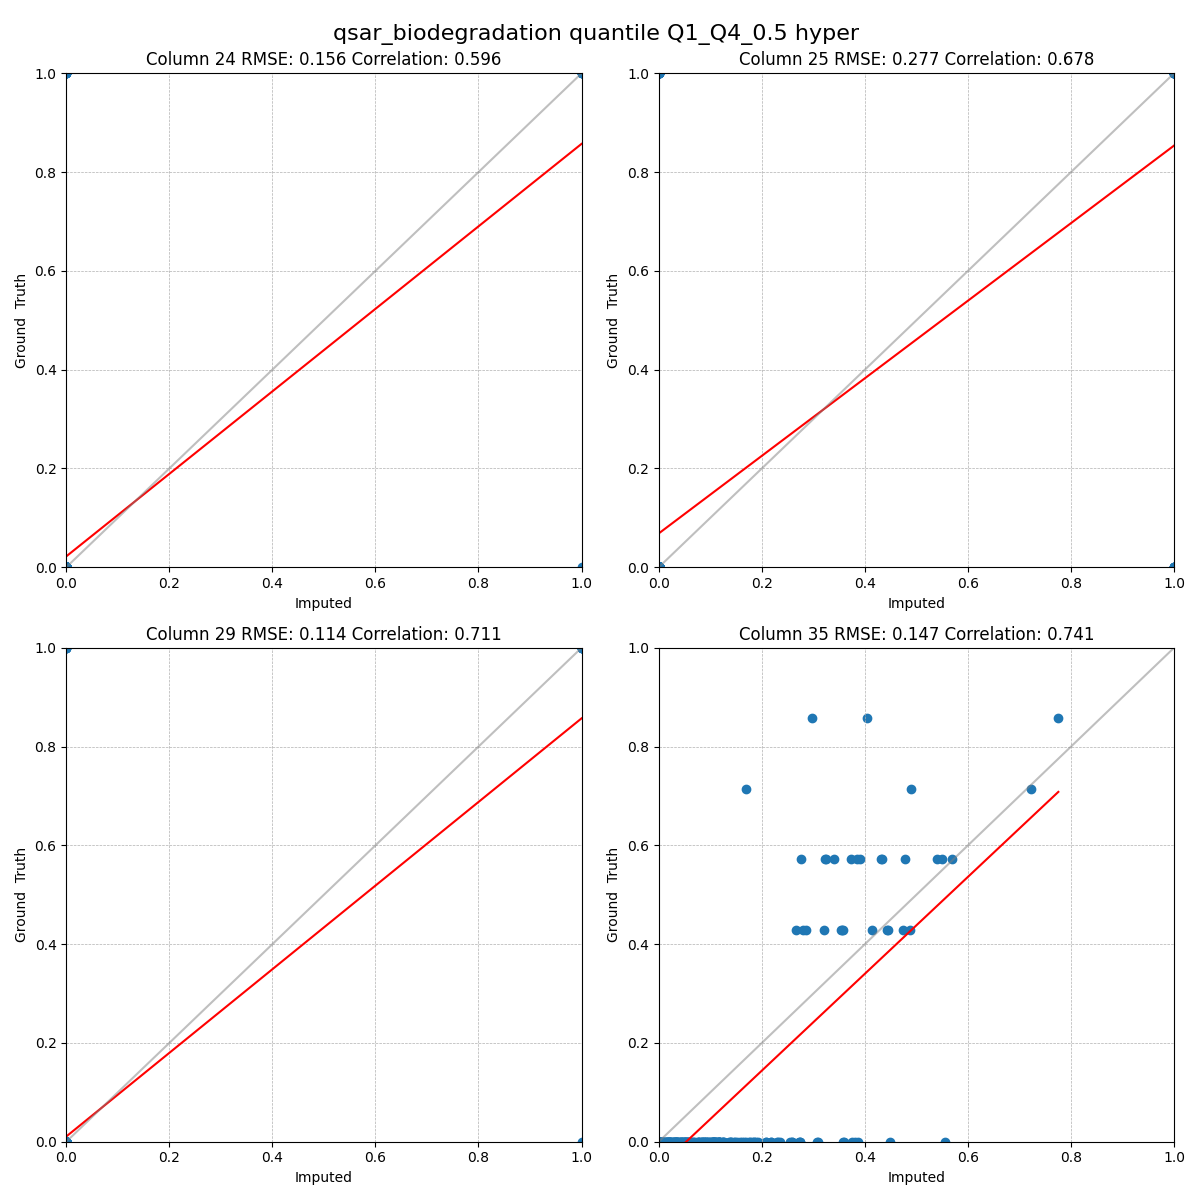 qsar_biodegradation quantile Q1_Q4_0.5 hyper
Column 24 RMSE: 0.156 Correlation: 0.596
1.0
0.8
0.6
0.4
0.2
0.0
Ground Truth
0.0 0.2 0.4 0.6 0.8 1.0
Imputed
Column 25 RMSE: 0.277 Correlation: 0.678
1.0
0.8
0.6
0.4
0.2
0.0
Ground Truth
0.0 0.2 0.4 0.6 0.8 1.0
Imputed
Column 29 RMSE: 0.114 Correlation: 0.711
1.0
0.8
0.6
0.4
0.2
0.0
Ground Truth
0.0 0.2 0.4 0.6 0.8 1.0
Imputed
Column 35 RMSE: 0.147 Correlation: 0.741
1.0
0.8
0.6
0.4
0.2
0.0
Ground Truth
0.0 0.2 0.4 0.6 0.8 1.0
Imputed